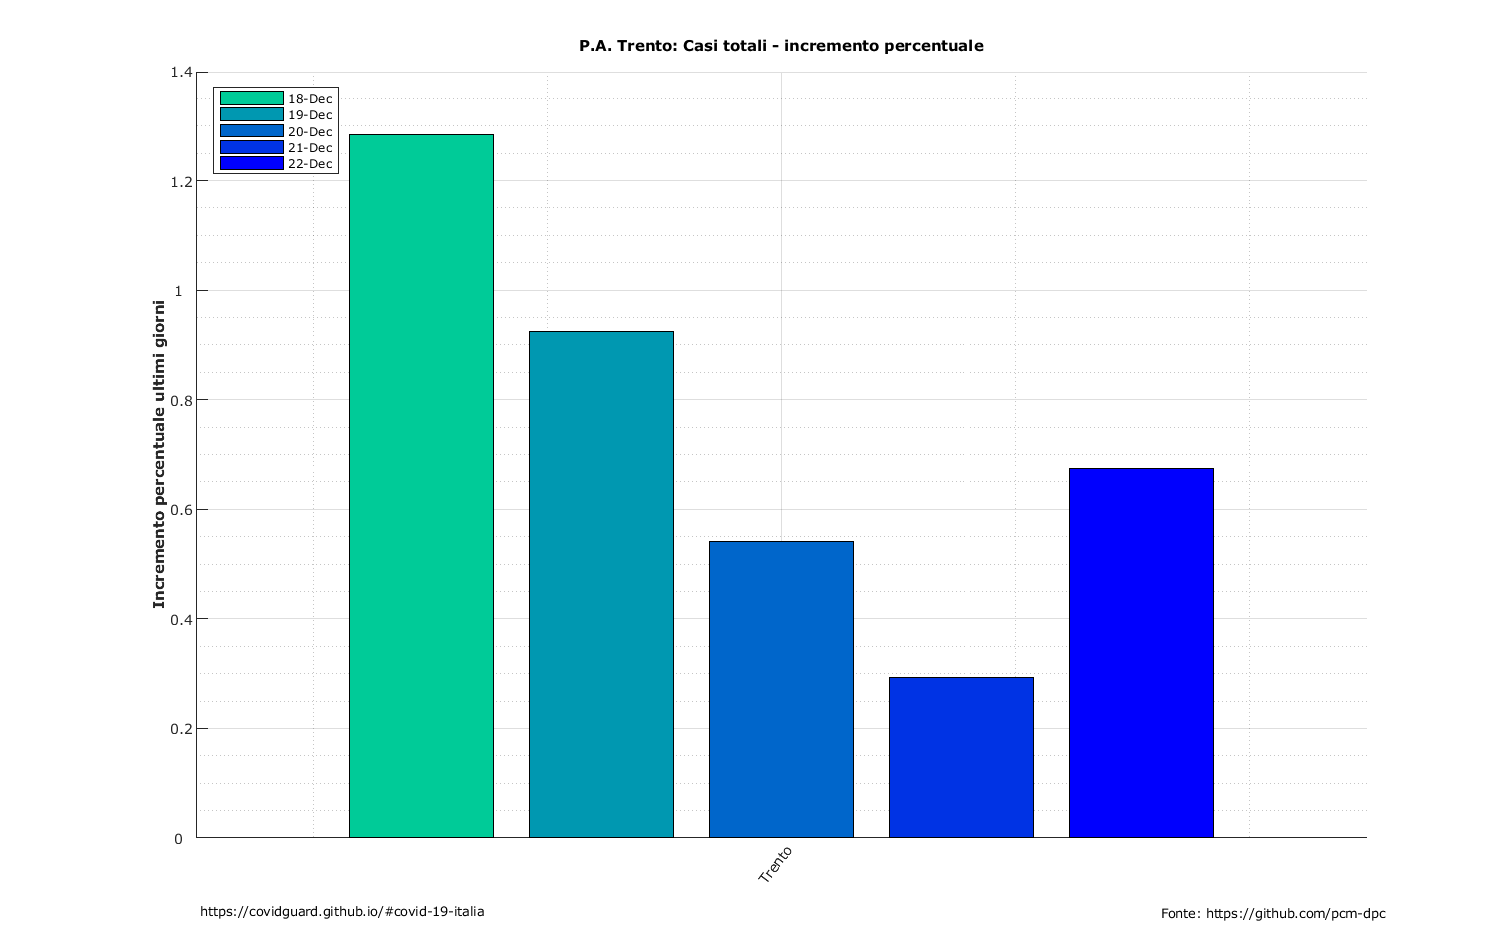 P.A. Trento: Casi totali - incremento percentuale
Incremento percentuale ultimi giorni
1.4
1.2
1
0.8
0.6
0.4
0.2
0
18-Dec
19-Dec
20-Dec
21-Dec
22-Dec
Trento
https://covidguard.github.io/#covid-19-italia
Fonte: https://github.com/pcm-dpc